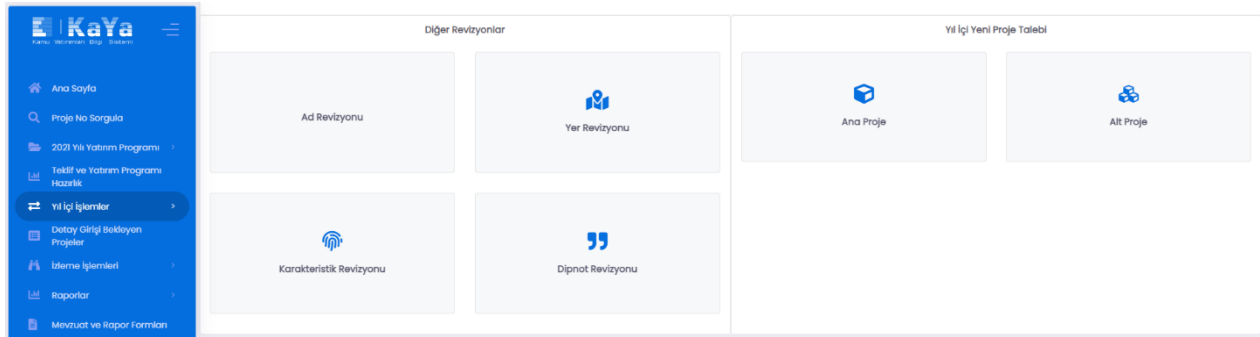 KaYa
Kamu Yatırımları Bilgi Sistemi
Ana Sayfa
Proje No Sorgula
2021 Yılı Yatırım Programı
Teklif ve Yatırım Programı
Hazırlık
Yıl İçi İşlemler
Detay Girişi Bekleyen
Projeler
İzleme İşlemleri
Raporlar
Mevzuat ve Rapor Formları
Diğer Revizyonlar
Ad Revizyonu
Yer Revizyonu
Karakteristik Revizyonu
Dipnot Revizyonu
Yıl İçi Yeni Proje Talebi
Ana Proje
Alt Proje